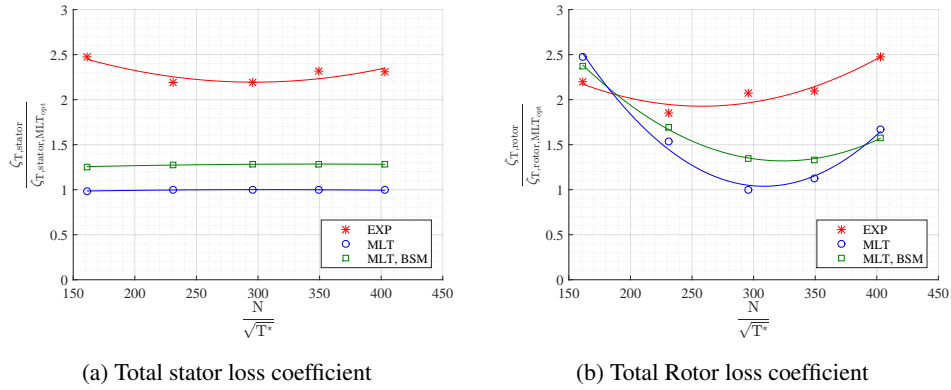 ζT,stator
ζT,stator,MLTopt
3
2.5
2
1.5
1
0.5
0
150 200 250 300 350 400 450
N
√T*
EXP
MLT
MLT, BSM
(a) Total stator loss coefficient
ζT,rotor
ζT,rotor,MLTopt
3
2.5
2
1.5
1
0.5
0
150 200 250 300 350 400 450
N
√T*
EXP
MLT
MLT, BSM
(b) Total Rotor loss coefficient